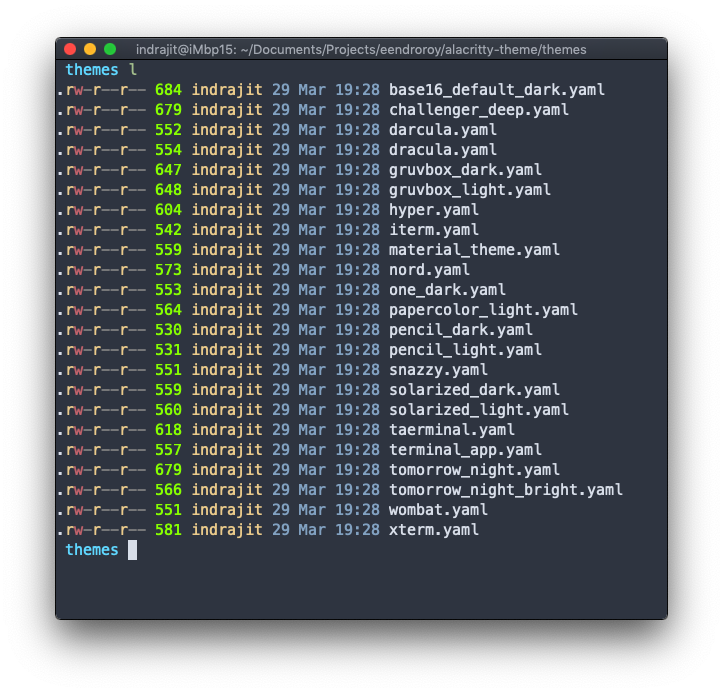 indrajit@iMbp15: ~/Documents/Projects/eendroroy/alacritty-theme/themes
themes l
.rw-r--r-- 684 indrajit 29 Mar 19:28 base16_default_dark.yaml
.rw-r--r-- 679 indrajit 29 Mar 19:28 challenger_deep.yaml
.rw-r--r-- 552 indrajit 29 Mar 19:28 darcula.yaml
.rw-r--r-- 554 indrajit 29 Mar 19:28 dracula.yaml
.rw-r--r-- 647 indrajit 29 Mar 19:28 gruvbox_dark.yaml
.rw-r--r-- 648 indrajit 29 Mar 19:28 gruvbox_light.yaml
.rw-r--r-- 604 indrajit 29 Mar 19:28 hyper.yaml
.rw-r--r-- 542 indrajit 29 Mar 19:28 iterm.yaml
.rw-r--r-- 559 indrajit 29 Mar 19:28 material_theme.yaml
.rw-r--r-- 573 indrajit 29 Mar 19:28 nord.yaml
.rw-r--r-- 553 indrajit 29 Mar 19:28 one_dark.yaml
.rw-r--r-- 564 indrajit 29 Mar 19:28 papercolor_light.yaml
.rw-r--r-- 530 indrajit 29 Mar 19:28 pencil_dark.yaml
.rw-r--r-- 531 indrajit 29 Mar 19:28 pencil_light.yaml
.rw-r--r-- 551 indrajit 29 Mar 19:28 snazzy.yaml
.rw-r--r-- 559 indrajit 29 Mar 19:28 solarized_dark.yaml
.rw-r--r-- 560 indrajit 29 Mar 19:28 solarized_light.yaml
.rw-r--r-- 618 indrajit 29 Mar 19:28 taerminal.yaml
.rw-r--r-- 557 indrajit 29 Mar 19:28 terminal_app.yaml
.rw-r--r-- 679 indrajit 29 Mar 19:28 tomorrow_night.yaml
.rw-r--r-- 566 indrajit 29 Mar 19:28 tomorrow_night_bright.yaml
.rw-r--r-- 551 indrajit 29 Mar 19:28 wombat.yaml
.rw-r--r-- 581 indrajit 29 Mar 19:28 xterm.yaml
themes